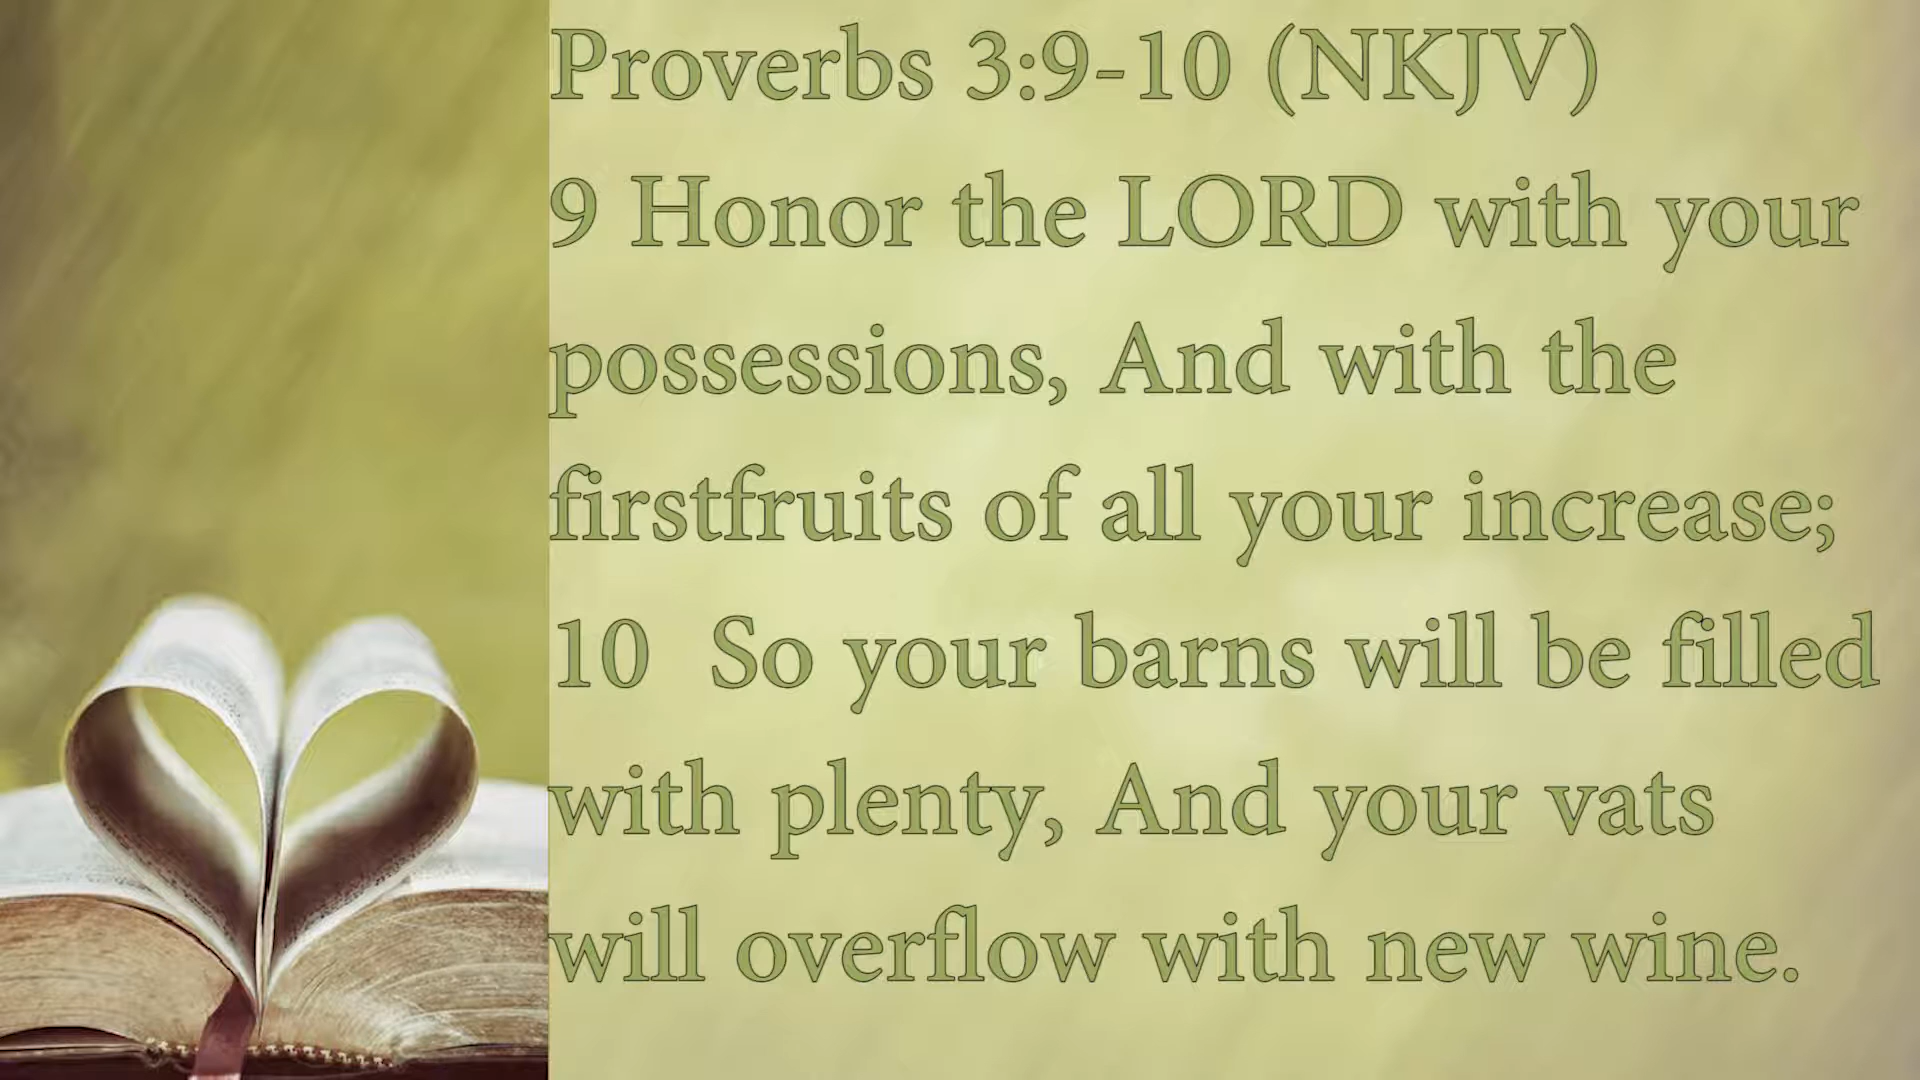 Proverbs 3:9-10 (NKJV)
9 Honor the LORD with your
possessions, And with the
firstfruits of all your increase;
10  So your barns will be filled
with plenty, And your vats
will overflow with new wine.